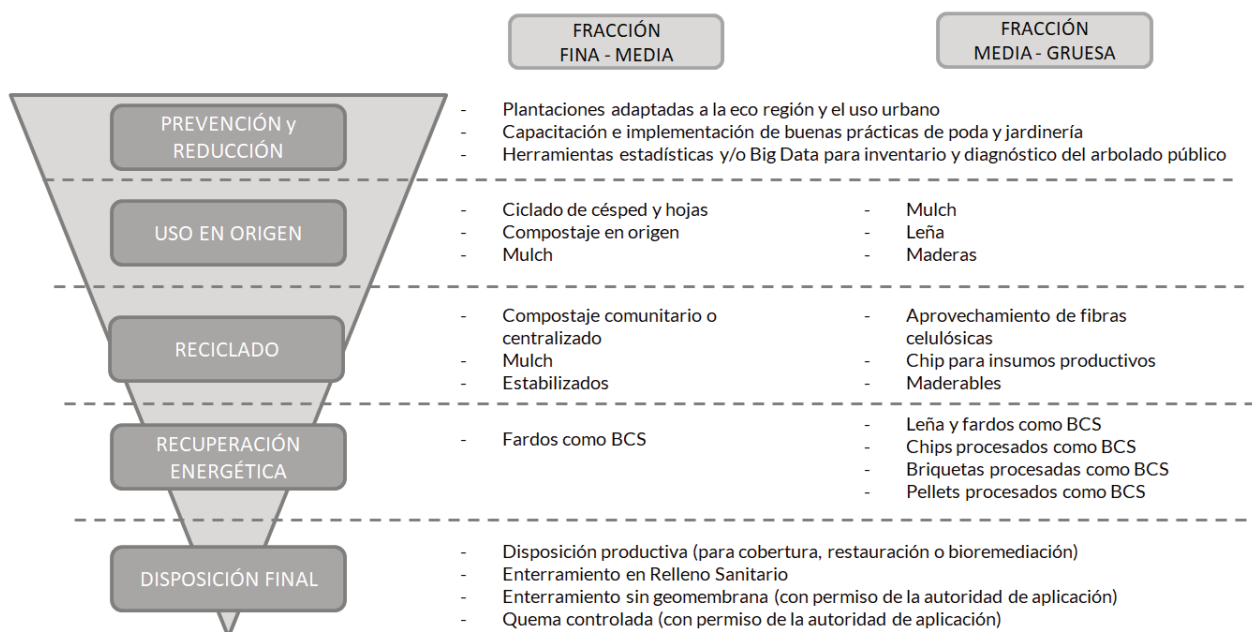 FRACCIÓN
FINA - MEDIA
FRACCIÓN
MEDIA - GRUESA
PREVENCIÓN y
REDUCCIÓN
- Plantaciones adaptadas a la eco región y el uso urbano
- Capacitación e implementación de buenas prácticas de poda y jardinería
- Herramientas estadísticas y/o Big Data para inventario y diagnóstico del arbolado público
USO EN ORIGEN
- Ciclado de césped y hojas
- Compostaje en origen
- Mulch
- Mulch
- Leña
- Maderas
RECICLADO
- Compostaje comunitario o
centralizado
- Mulch
- Estabilizados
- Aprovechamiento de fibras
celulósicas
- Chip para insumos productivos
- Maderables
RECUPERACIÓN
ENERGÉTICA
- Fardos como BCS
- Leña y fardos como BCS
- Chips procesados como BCS
- Briquetas procesadas como BCS
- Pellets procesados como BCS
DISPOSICIÓN FINAL
- Disposición productiva (para cobertura, restauración o bioremediación)
- Enterramiento en Relleno Sanitario
- Enterramiento sin geomembrana (con permiso de la autoridad de aplicación)
- Quema controlada (con permiso de la autoridad de aplicación)